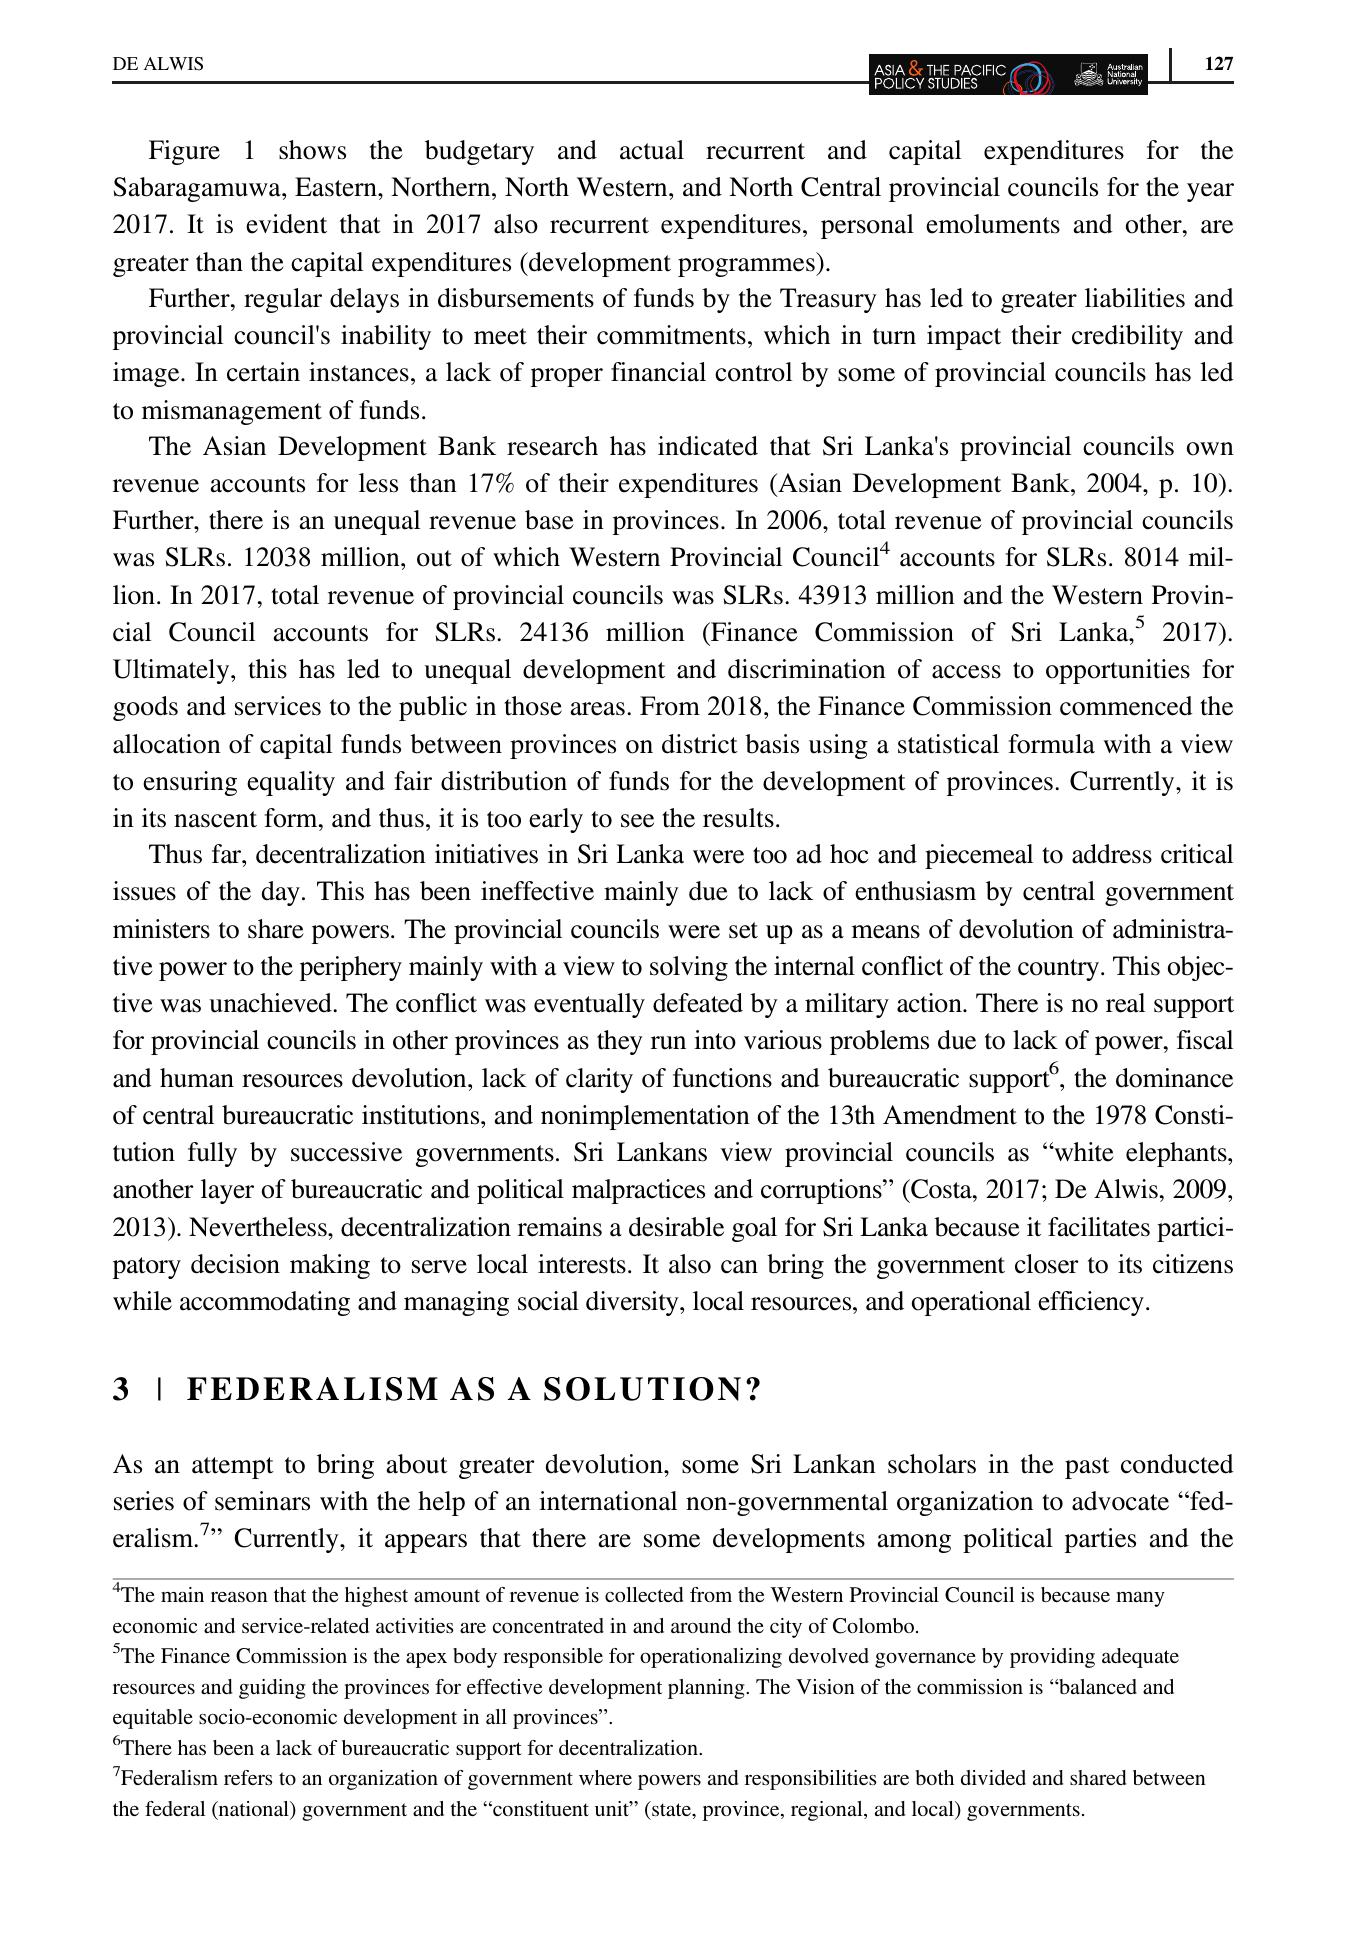 DE ALWIS
ASIA & THE PACIFIC
POLICY STUDIES
Australian
National
University
127
Figure 1 shows the budgetary and actual recurrent and capital expenditures for the
Sabaragamuwa, Eastern, Northern, North Western, and North Central provincial councils for the year
2017. It is evident that in 2017 also recurrent expenditures, personal emoluments and other, are
greater than the capital expenditures (development programmes).
Further, regular delays in disbursements of funds by the Treasury has led to greater liabilities and
provincial council's inability to meet their commitments, which in turn impact their credibility and
image. In certain instances, a lack of proper financial control by some of provincial councils has led
to mismanagement of funds.
The Asian Development Bank research has indicated that Sri Lanka's provincial councils own
revenue accounts for less than 17% of their expenditures (Asian Development Bank, 2004, p. 10).
Further, there is an unequal revenue base in provinces. In 2006, total revenue of provincial councils
was SLRs. 12038 million, out of which Western Provincial Council4 accounts for SLRs. 8014 mil-
lion. In 2017, total revenue of provincial councils was SLRs. 43913 million and the Western Provin-
cial Council accounts for SLRs. 24136 million (Finance Commission of Sri Lanka,5 2017).
Ultimately, this has led to unequal development and discrimination of access to opportunities for
goods and services to the public in those areas. From 2018, the Finance Commission commenced the
allocation of capital funds between provinces on district basis using a statistical formula with a view
to ensuring equality and fair distribution of funds for the development of provinces. Currently, it is
in its nascent form, and thus, it is too early to see the results.
Thus far, decentralization initiatives in Sri Lanka were too ad hoc and piecemeal to address critical
issues of the day. This has been ineffective mainly due to lack of enthusiasm by central government
ministers to share powers. The provincial councils were set up as a means of devolution of administra-
tive power to the periphery mainly with a view to solving the internal conflict of the country. This objec-
tive was unachieved. The conflict was eventually defeated by a military action. There is no real support
for provincial councils in other provinces as they run into various problems due to lack of power, fiscal
and human resources devolution, lack of clarity of functions and bureaucratic support6, the dominance
of central bureaucratic institutions, and nonimplementation of the 13th Amendment to the 1978 Consti-
tution fully by successive governments. Sri Lankans view provincial councils as “white elephants,
another layer of bureaucratic and political malpractices and corruptions” (Costa, 2017; De Alwis, 2009,
2013). Nevertheless, decentralization remains a desirable goal for Sri Lanka because it facilitates partici-
patory decision making to serve local interests. It also can bring the government closer to its citizens
while accommodating and managing social diversity, local resources, and operational efficiency.
3 | FEDERALISM AS A SOLUTION?
As an attempt to bring about greater devolution, some Sri Lankan scholars in the past conducted
series of seminars with the help of an international non-governmental organization to advocate “fed-
eralism.7” Currently, it appears that there are some developments among political parties and the
4The main reason that the highest amount of revenue is collected from the Western Provincial Council is because many
economic and service-related activities are concentrated in and around the city of Colombo.
5The Finance Commission is the apex body responsible for operationalizing devolved governance by providing adequate
resources and guiding the provinces for effective development planning. The Vision of the commission is “balanced and
equitable socio-economic development in all provinces”.
6There has been a lack of bureaucratic support for decentralization.
7Federalism refers to an organization of government where powers and responsibilities are both divided and shared between
the federal (national) government and the “constituent unit” (state, province, regional, and local) governments.